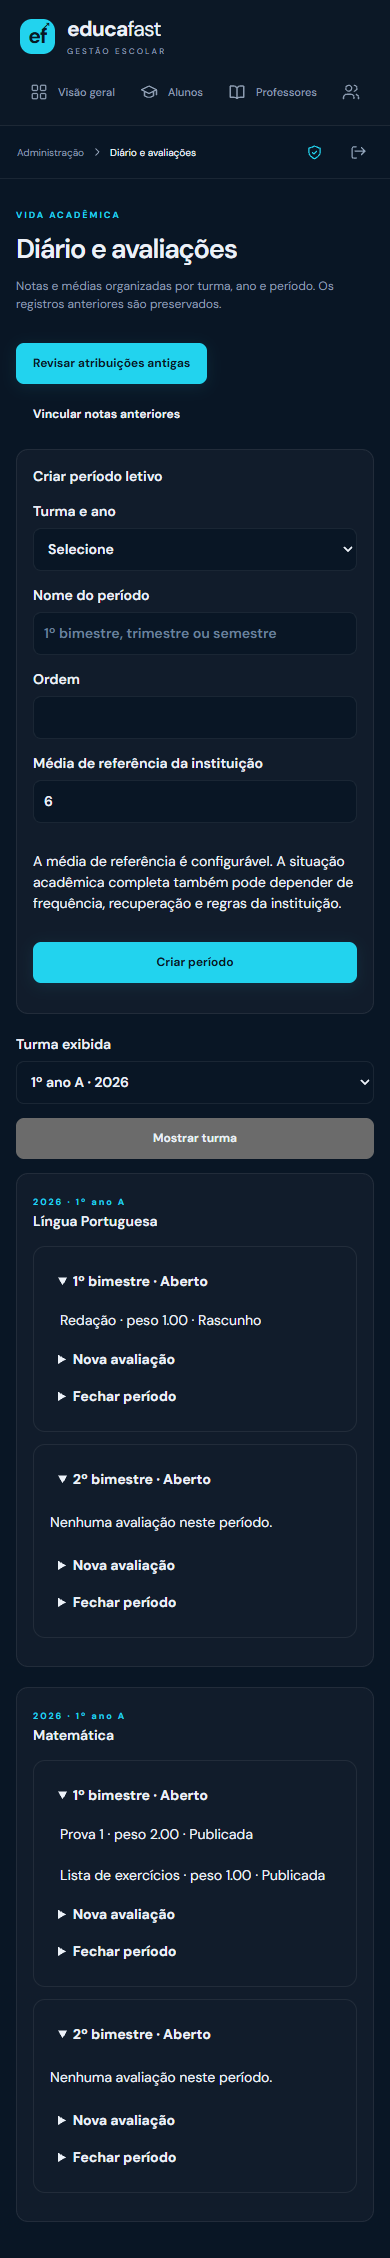 ef
educafast
GESTÃO ESCOLAR
Visão geral
Alunos
Professores
Administração
Diário e avaliações
VIDA ACADÊMICA
Diário e avaliações
Notas e médias organizadas por turma, ano e período. Os
registros anteriores são preservados.
Revisar atribuições antigas
Vincular notas anteriores
Criar período letivo
Turma e ano
Selecione
Nome do período
1º bimestre, trimestre ou semestre
Ordem
Média de referência da instituição
6
A média de referência é configurável. A situação
acadêmica completa também pode depender de
frequência, recuperação e regras da instituição.
Criar período
Turma exibida
1º ano A · 2026
Mostrar turma
2026 · 1º ano A
Língua Portuguesa
1º bimestre · Aberto
Redação · peso 1.00 · Rascunho
Nova avaliação
Fechar período
2º bimestre · Aberto
Nenhuma avaliação neste período.
Nova avaliação
Fechar período
2026 · 1º ano A
Matemática
1º bimestre · Aberto
Prova 1 · peso 2.00 · Publicada
Lista de exercícios · peso 1.00 · Publicada
Nova avaliação
Fechar período
2º bimestre · Aberto
Nenhuma avaliação neste período.
Nova avaliação
Fechar período